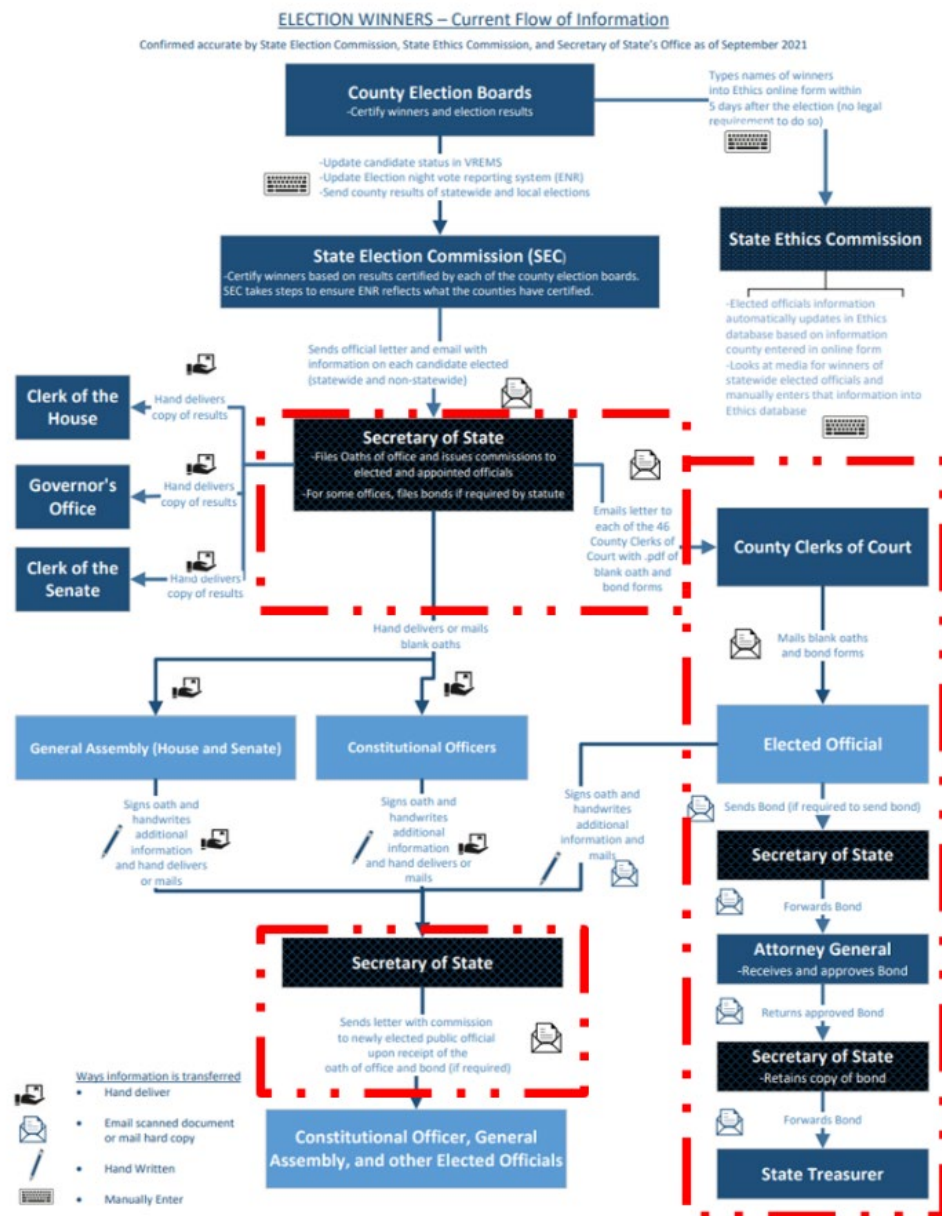 ELECTION WINNERS – Current Flow of Information
Confirmed accurate by State Election Commission, State Ethics Commission, and Secretary of State's Office as of September 2021
County Election Boards
-Certify winners and election results
Types names of winners
into Ethics online form within
5 days after the election (no legal
requirement to do so)
-Update candidate status in VREMS
-Update Election night vote reporting system (ENR)
-Send county results of statewide and local elections
State Ethics Commission
State Election Commission (SEC)
-Certify winners based on results certified by each of the county election boards.
SEC takes steps to ensure ENR reflects what the counties have certified.
-Elected officials information
automatically updates in Ethics
database based on information
county entered in online form
-Looks at media for winners of
statewide elected officials and
manually enters that information into
Ethics database
Sends official letter and email with
information on each candidate elected
(statewide and non-statewide)
Clerk of the
House
Hand delivers
copy of results
Governor's
Office
Hand delivers
copy of results
Clerk of the
Senate
Hand delivers
copy of results
Secretary of State
-Files Oaths of office and issues commissions to
elected and appointed officials
-For some offices, files bonds if required by statute
Emails letter to
each of the 46
County Clerks of
Court with .pdf of
blank oath and
bond forms
County Clerks of Court
Hand delivers or mails
blank oaths
Mails blank oaths
and bond forms
General Assembly (House and Senate)
Constitutional Officers
Elected Official
Signs oath and
handwrites
additional
information
and hand delivers
or mails
Signs oath and
handwrites
additional
information
and hand delivers or
mails
Signs oath and
handwrites
additional
information and
mails
Sends Bond (if required to send bond)
Secretary of State
Forwards Bond
Attorney General
-Receives and approves Bond
Returns approved Bond
Secretary of State
-Retains copy of bond
Forwards Bond
State Treasurer
Secretary of State
Sends letter with commission
to newly elected public official
upon receipt of the
oath of office and bond (if required)
Constitutional Officer, General
Assembly, and other Elected Officials
Ways information is transferred
• Hand deliver
• Email scanned document
or mail hard copy
• Hand Written
• Manually Enter